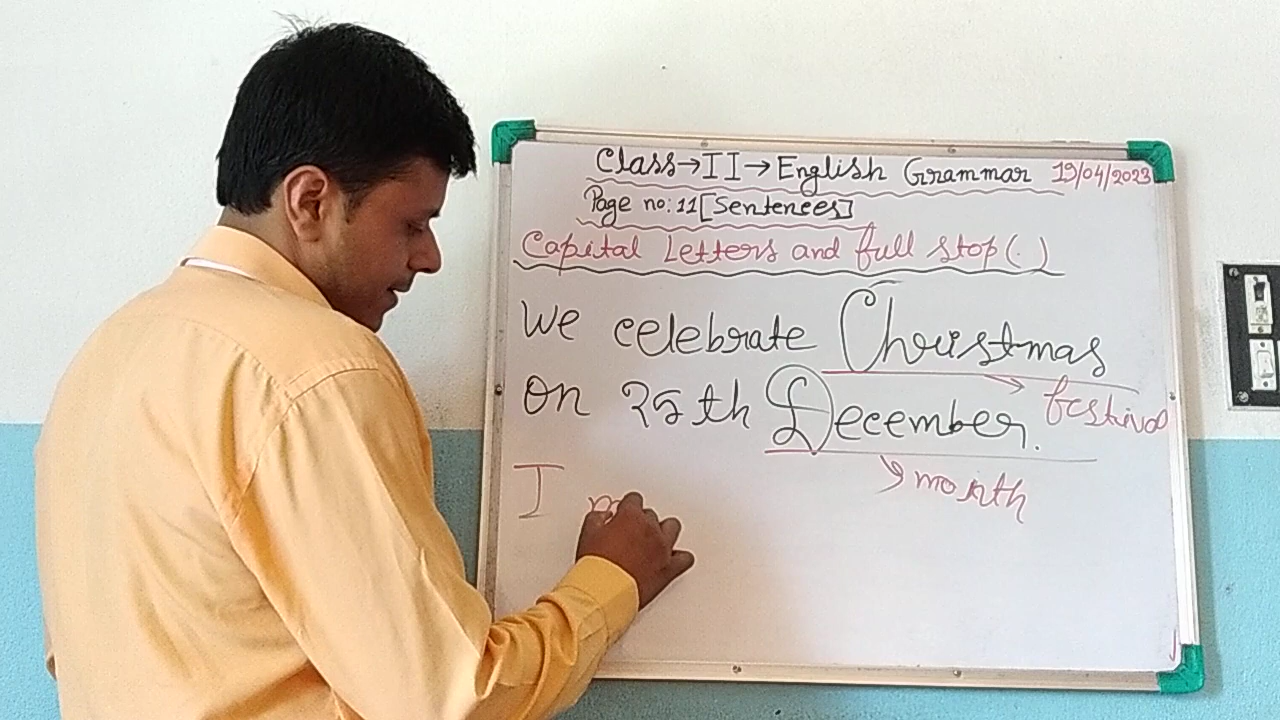 Class→II→English Grammar 19/04/2023
Page no: 11 [Sentences]
Capital Letters and full stop (.)
We celebrate Christmas
→ festival
on 25th December.
→ month
I